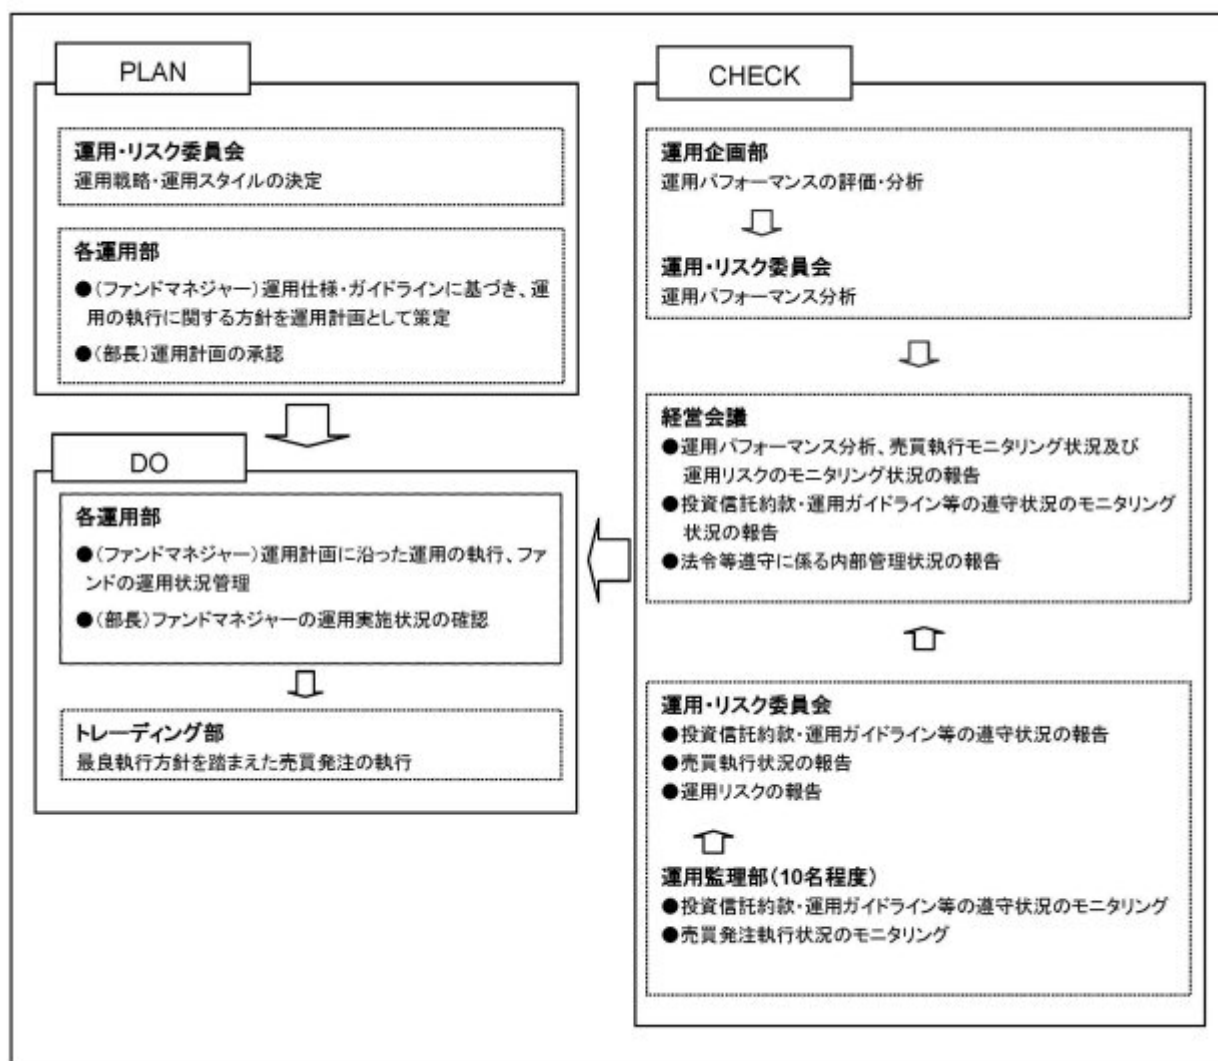 PLAN
運用・リスク委員会
運用戦略・運用スタイルの決定
各運用部
●(ファンドマネジャー)運用仕様・ガイドラインに基づき、運
用の執行に関する方針を運用計画として策定
●(部長)運用計画の承認
DO
各運用部
●(ファンドマネジャー)運用計画に沿った運用の執行、ファ
ンドの運用状況管理
●(部長)ファンドマネジャーの運用実施状況の確認
トレーディング部
最良執行方針を踏まえた売買発注の執行
CHECK
運用企画部
運用パフォーマンスの評価・分析
運用・リスク委員会
運用パフォーマンス分析
経営会議
●運用パフォーマンス分析、売買執行モニタリング状況及び
運用リスクのモニタリング状況の報告
●投資信託約款・運用ガイドライン等の遵守状況のモニタリング
状況の報告
●法令等遵守に係る内部管理状況の報告
運用・リスク委員会
●投資信託約款・運用ガイドライン等の遵守状況の報告
●売買執行状況の報告
●運用リスクの報告
運用監理部(10名程度)
●投資信託約款・運用ガイドライン等の遵守状況のモニタリング
●売買発注執行状況のモニタリング